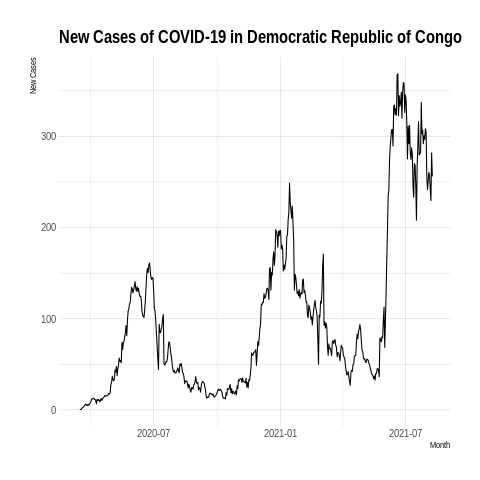 New Cases of COVID-19 in Democratic Republic of Congo
New Cases
300
200
100
0
2020-07
2021-01
2021-07
Month